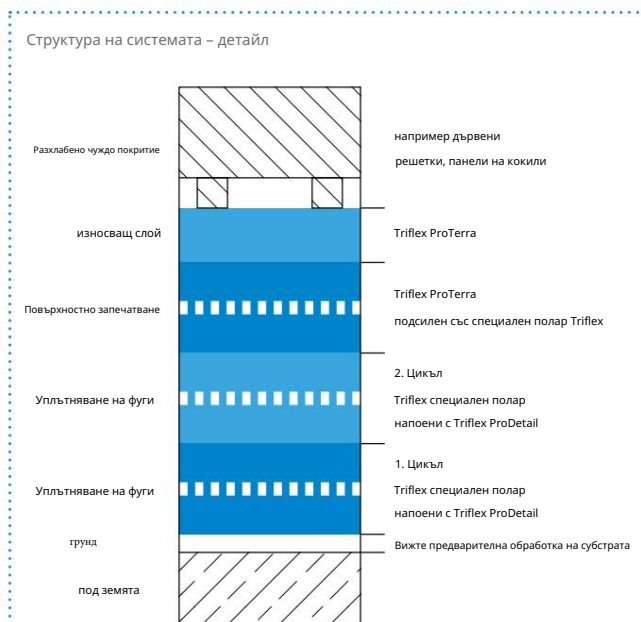 Структура на системата – детайл
Разхлабено чуждо покритие
например дървени
решетки, панели на кокили
износващ слой
Triflex ProTerra
Повърхностно запечатване
Triflex ProTerra
подсилен със специален полар Triflex
Уплътняване на фуги
2. Цикъл
Triflex специален полар
напоени с Triflex ProDetail
Уплътняване на фуги
1. Цикъл
Triflex специален полар
напоени с Triflex ProDetail
грунд
Вижте предварителна обработка на субстрата
под земята